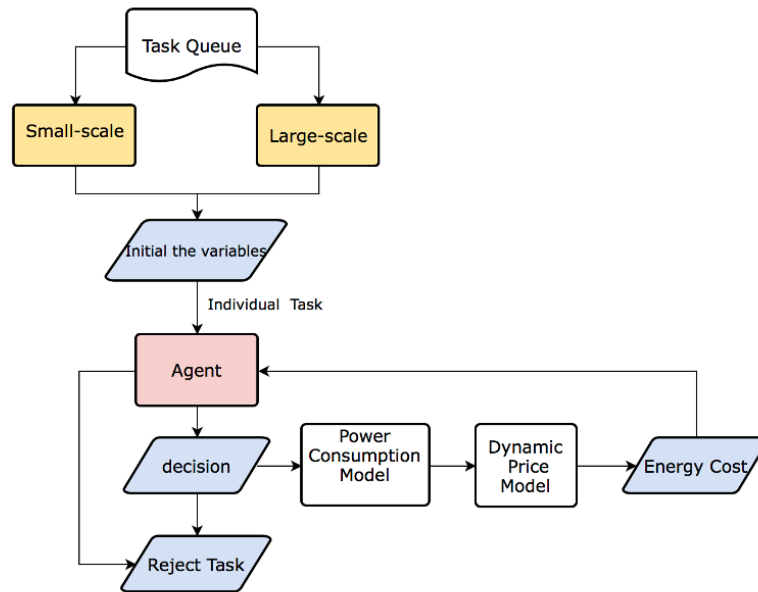 Task Queue
Small-scale
Large-scale
Initial the variables
Individual Task
Agent
decision
Power
Consumption
Model
Dynamic
Price
Model
Energy Cost
Reject Task